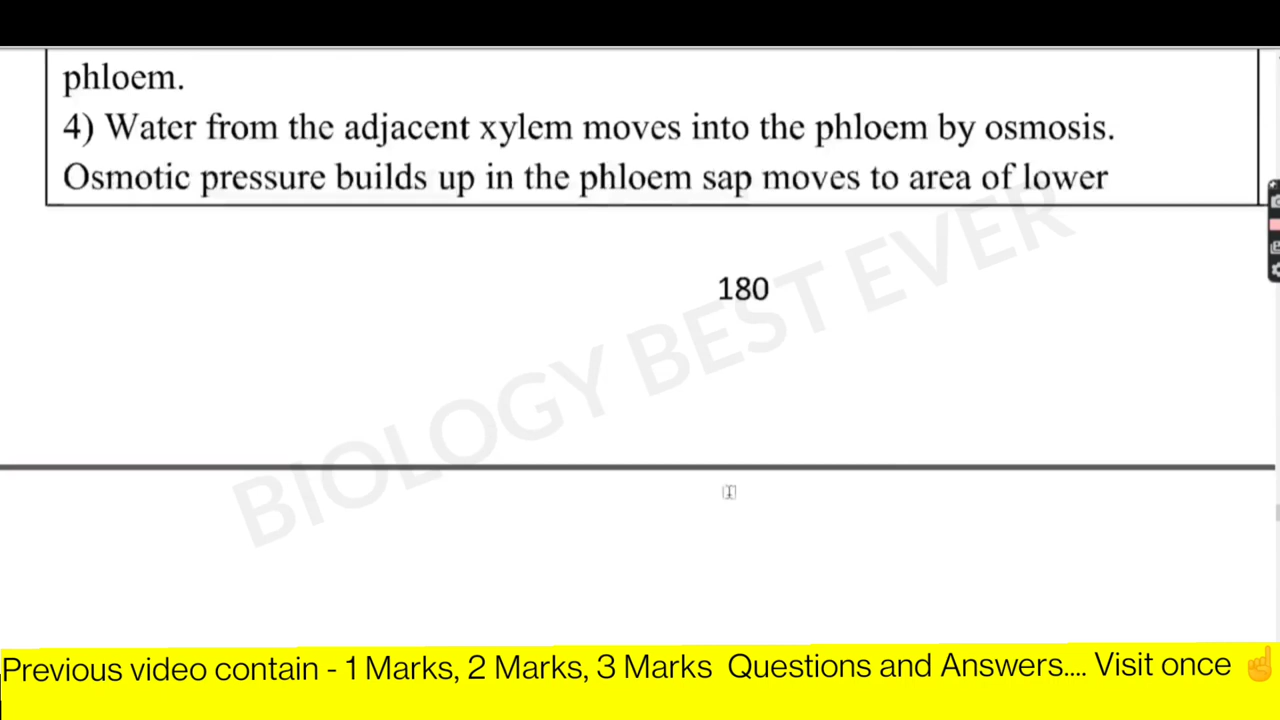 phloem.
4) Water from the adjacent xylem moves into the phloem by osmosis.
Osmotic pressure builds up in the phloem sap moves to area of lower
180
BIOLOGY BEST EVER
Previous video contain - 1 Marks, 2 Marks, 3 Marks Questions and Answers.... Visit once ☝